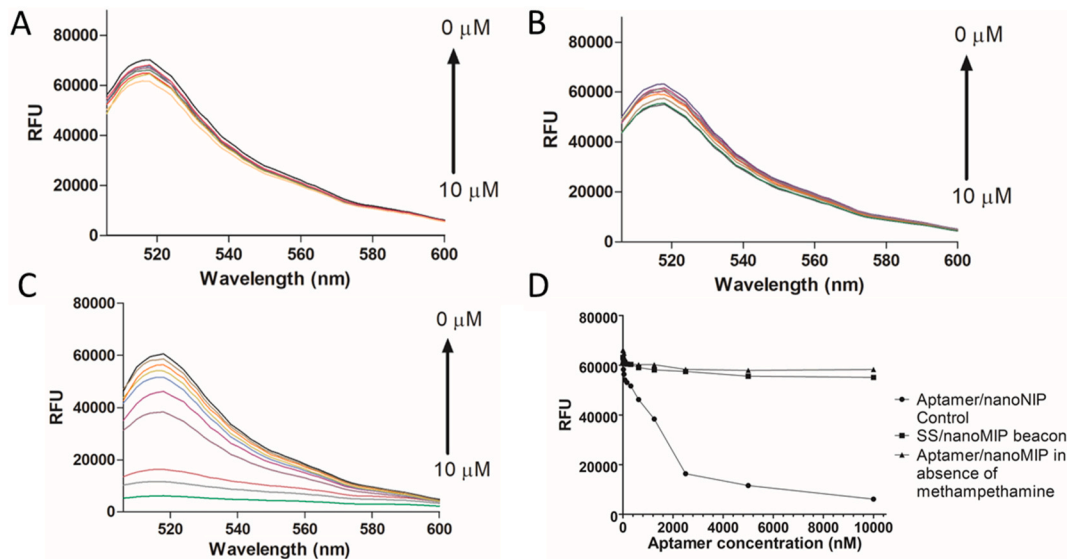 A
0 μM
10 μM
RFU
80000
60000
40000
20000
0
520
540
560
580
600
Wavelength (nm)
B
0 μM
10 μM
RFU
80000
60000
40000
20000
0
520
540
560
580
600
Wavelength (nm)
C
0 μM
10 μM
RFU
80000
60000
40000
20000
0
520
540
560
580
600
Wavelength (nm)
D
RFU
80000
60000
40000
20000
0
0
2000
4000
6000
8000
10000
Aptamer concentration (nM)
Aptamer/nanoNIP
Control
SS/nanoMIP beacon
Aptamer/nanoMIP in
absence of
methampethamine